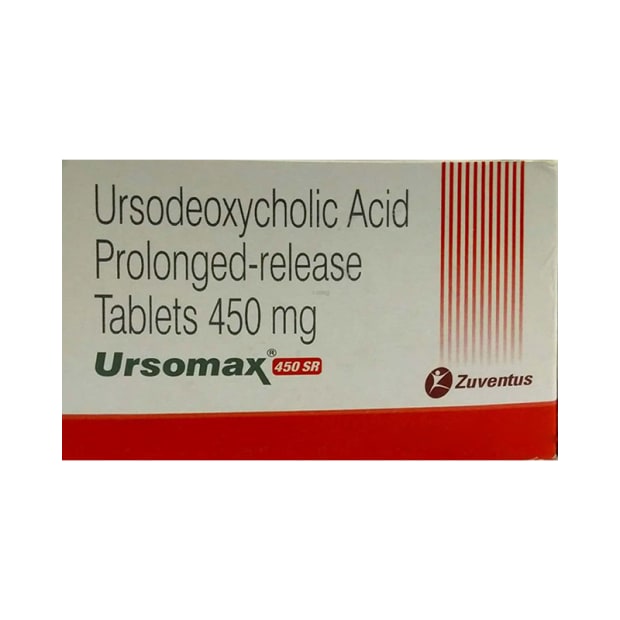 Ursodeoxycholic Acid
Prolonged-release
Tablets 450 mg
Ursomax® 450 SR
Zuventus